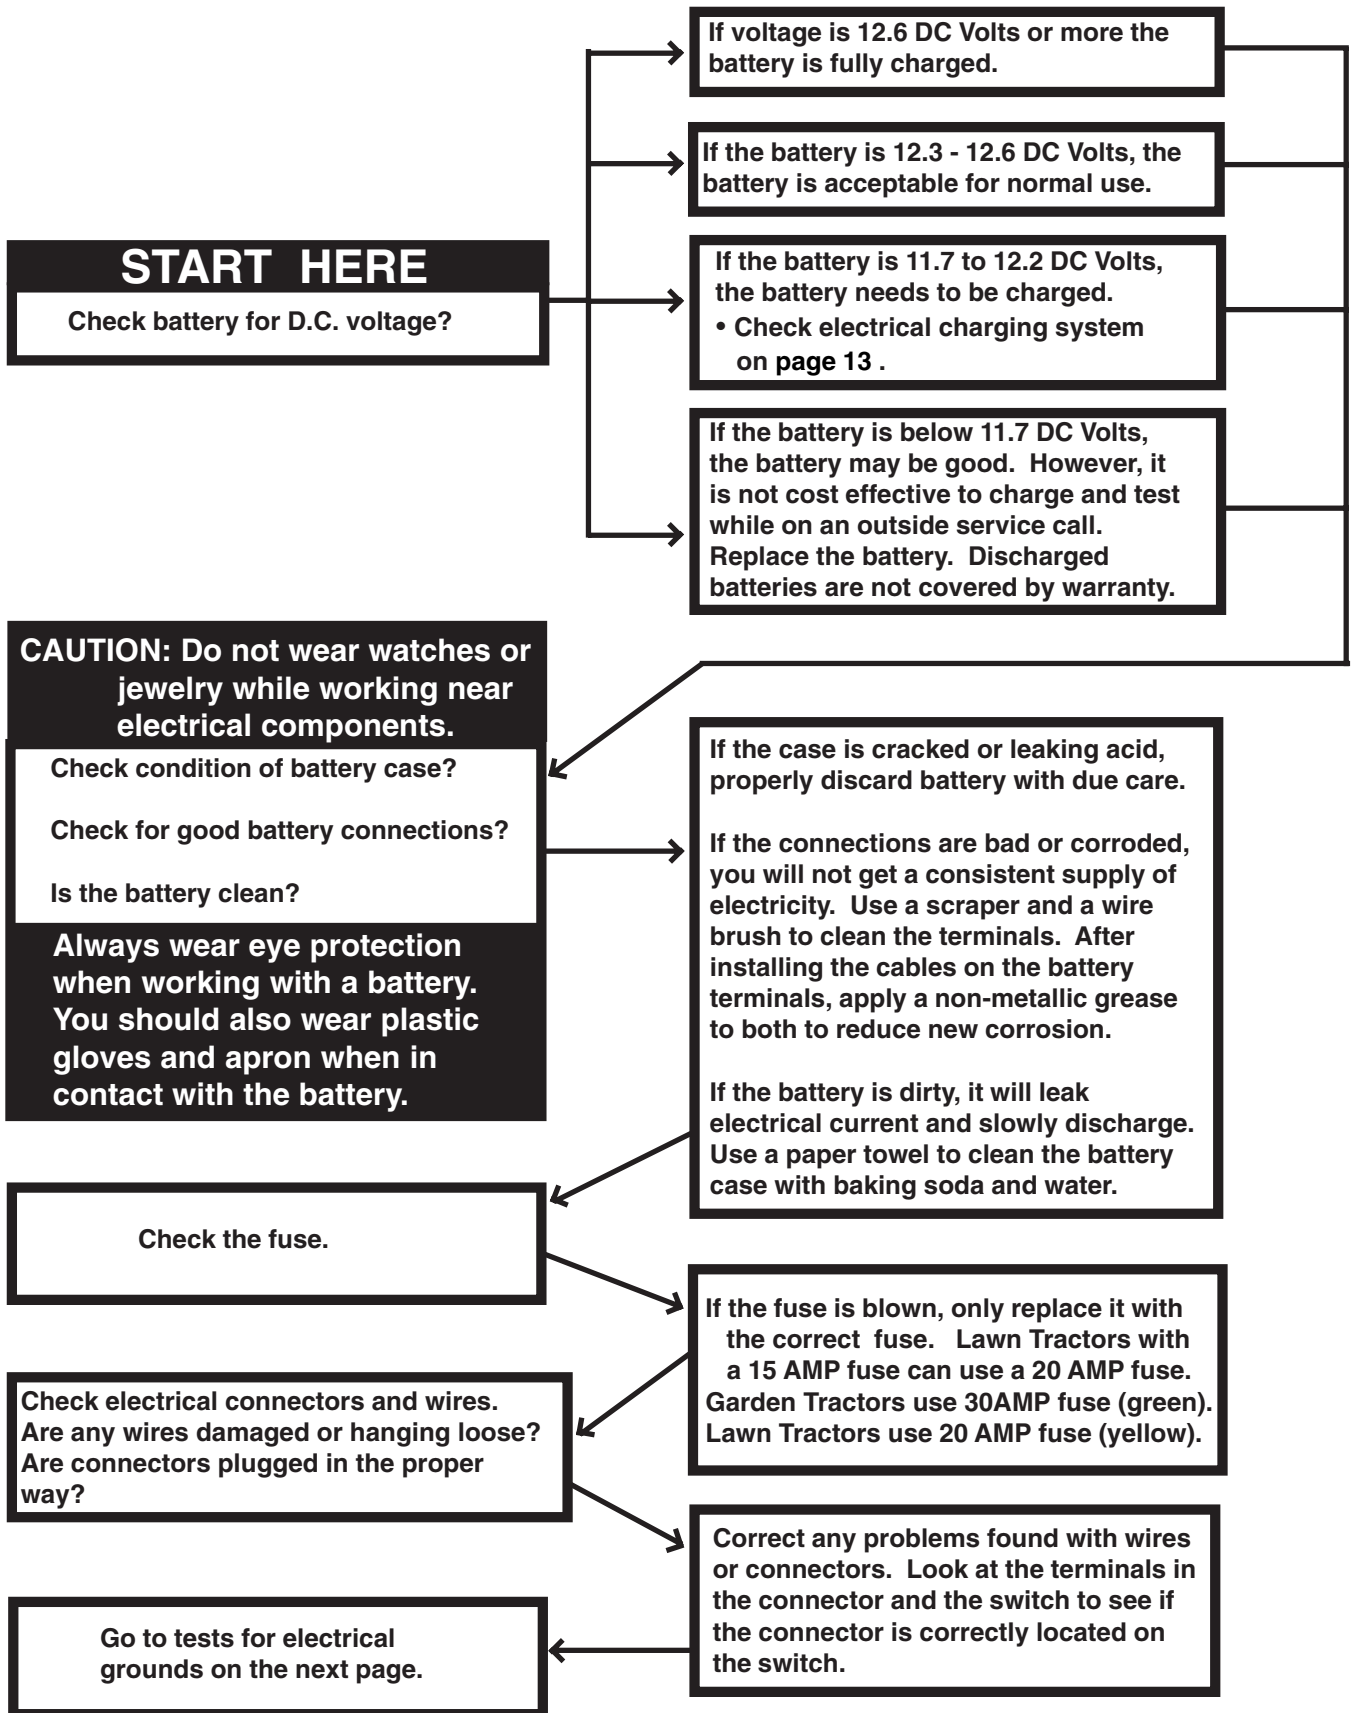 If voltage is 12.6 DC Volts or more the
battery is fully charged.
If the battery is 12.3 - 12.6 DC Volts, the
battery is acceptable for normal use.
START HERE
Check battery for D.C. voltage?
If the battery is 11.7 to 12.2 DC Volts,
the battery needs to be charged.
• Check electrical charging system
on page 13 .
If the battery is below 11.7 DC Volts,
the battery may be good. However, it
is not cost effective to charge and test
while on an outside service call.
Replace the battery. Discharged
batteries are not covered by warranty.
CAUTION: Do not wear watches or
jewelry while working near
electrical components.
Check condition of battery case?
Check for good battery connections?
Is the battery clean?
Always wear eye protection
when working with a battery.
You should also wear plastic
gloves and apron when in
contact with the battery.
If the case is cracked or leaking acid,
properly discard battery with due care.
If the connections are bad or corroded,
you will not get a consistent supply of
electricity. Use a scraper and a wire
brush to clean the terminals. After
installing the cables on the battery
terminals, apply a non-metallic grease
to both to reduce new corrosion.
If the battery is dirty, it will leak
electrical current and slowly discharge.
Use a paper towel to clean the battery
case with baking soda and water.
Check the fuse.
If the fuse is blown, only replace it with
the correct fuse. Lawn Tractors with
a 15 AMP fuse can use a 20 AMP fuse.
Garden Tractors use 30AMP fuse (green).
Lawn Tractors use 20 AMP fuse (yellow).
Check electrical connectors and wires.
Are any wires damaged or hanging loose?
Are connectors plugged in the proper
way?
Correct any problems found with wires
or connectors. Look at the terminals in
the connector and the switch to see if
the connector is correctly located on
the switch.
Go to tests for electrical
grounds on the next page.